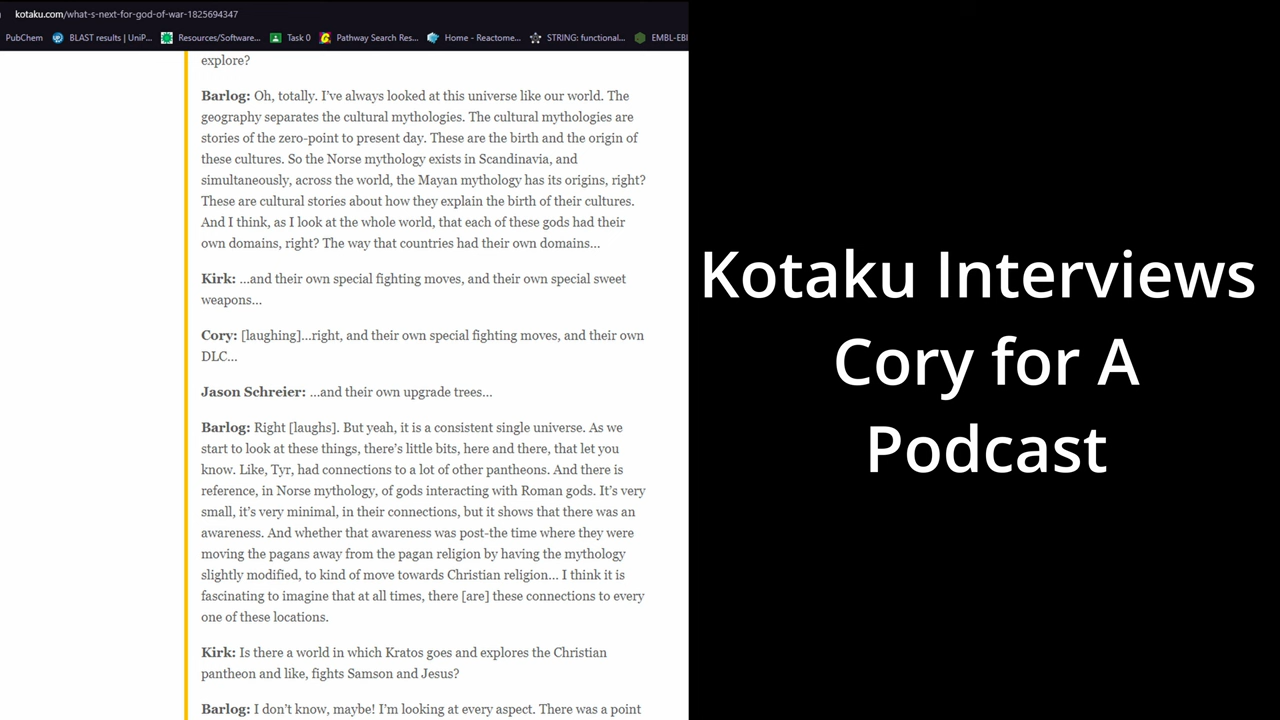 kotaku.com/what-s-next-for-god-of-war-1825694347
PubChem BLAST results | UniP... Resources/Software... Task 0 Pathway Search Res... Home - Reactome... STRING: functional... EMBL-EBI
explore?
Barlog: Oh, totally. I've always looked at this universe like our world. The
geography separates the cultural mythologies. The cultural mythologies are
stories of the zero-point to present day. These are the birth and the origin of
these cultures. So the Norse mythology exists in Scandinavia, and
simultaneously, across the world, the Mayan mythology has its origins, right?
These are cultural stories about how they explain the birth of their cultures.
And I think, as I look at the whole world, that each of these gods had their
own domains, right? The way that countries had their own domains...
Kirk: ...and their own special fighting moves, and their own special sweet
weapons...
Cory: [laughing]...right, and their own special fighting moves, and their own
DLC...
Jason Schreier: ...and their own upgrade trees...
Barlog: Right [laughs]. But yeah, it is a consistent single universe. As we
start to look at these things, there's little bits, here and there, that let you
know. Like, Tyr, had connections to a lot of other pantheons. And there is
reference, in Norse mythology, of gods interacting with Roman gods. It's very
small, it's very minimal, in their connections, but it shows that there was an
awareness. And whether that awareness was post-the time where they were
moving the pagans away from the pagan religion by having the mythology
slightly modified, to kind of move towards Christian religion... I think it is
fascinating to imagine that at all times, there [are] these connections to every
one of these locations.
Kirk: Is there a world in which Kratos goes and explores the Christian
pantheon and like, fights Samson and Jesus?
Barlog: I don't know, maybe! I'm looking at every aspect. There was a point
Kotaku Interviews
Cory for A
Podcast